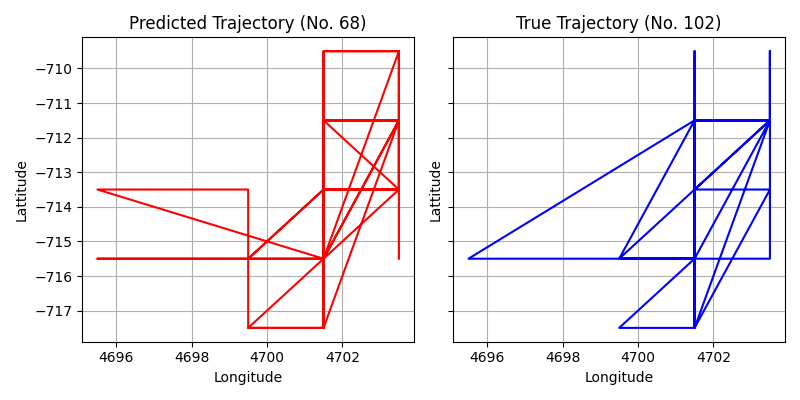 Predicted Trajectory (No. 68)
True Trajectory (No. 102)
−710
−711
−712
−713
−714
−715
−716
−717
Lattitude
Lattitude
4696 4698 4700 4702
4696 4698 4700 4702
Longitude
Longitude